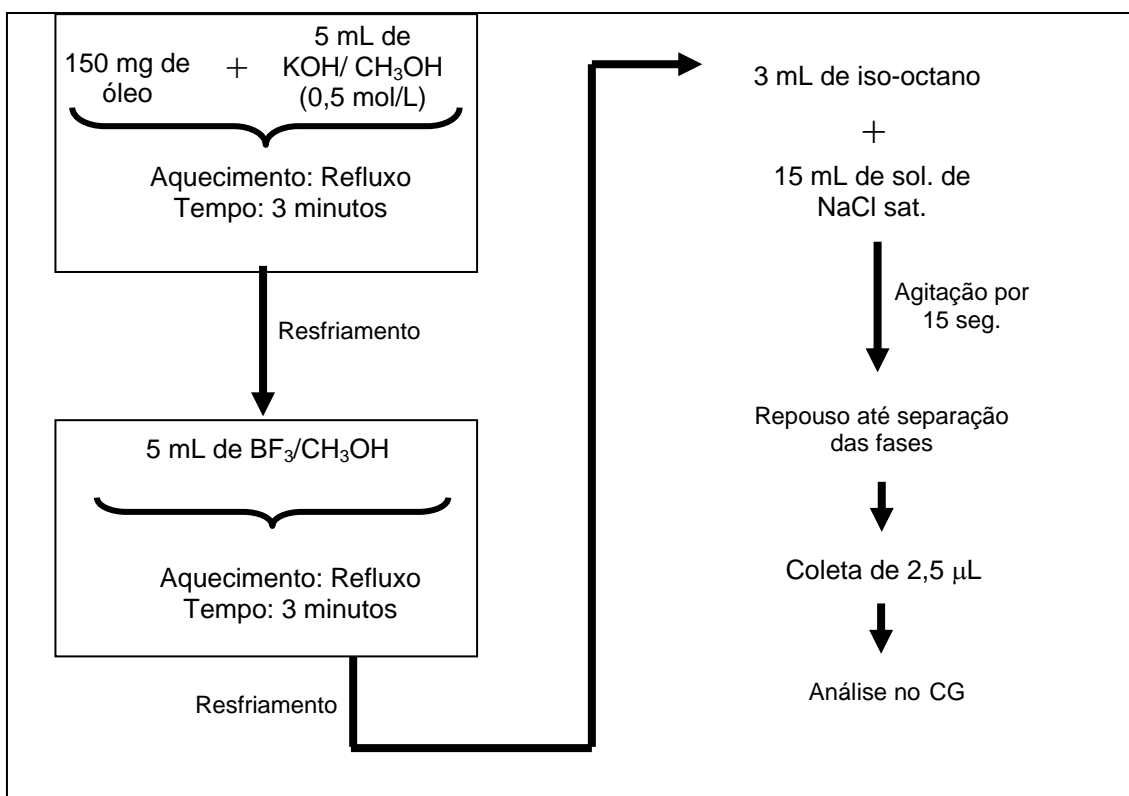 150 mg de
óleo
+
5 mL de
KOH/ CH₃OH
(0,5 mol/L)
Aquecimento: Refluxo
Tempo: 3 minutos
Resfriamento
5 mL de BF₃/CH₃OH
Aquecimento: Refluxo
Tempo: 3 minutos
Resfriamento
3 mL de iso-octano
+
15 mL de sol. de
NaCl sat.
Agitação por
15 seg.
Repouso até separação
das fases
Coleta de 2,5 μL
Análise no CG